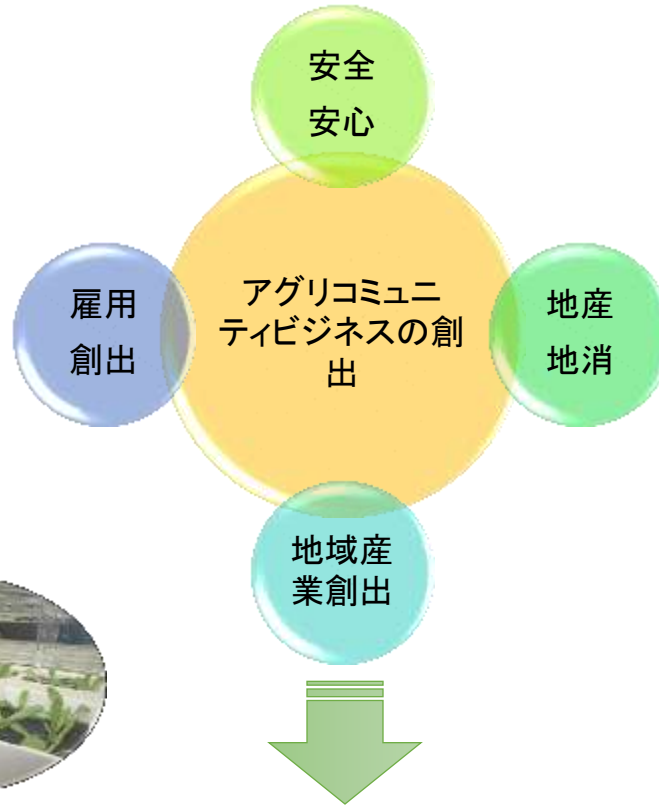 安全
安心
雇用
創出
アグリコミュニ
ティビジネスの創
出
地産
地消
地域産
業創出